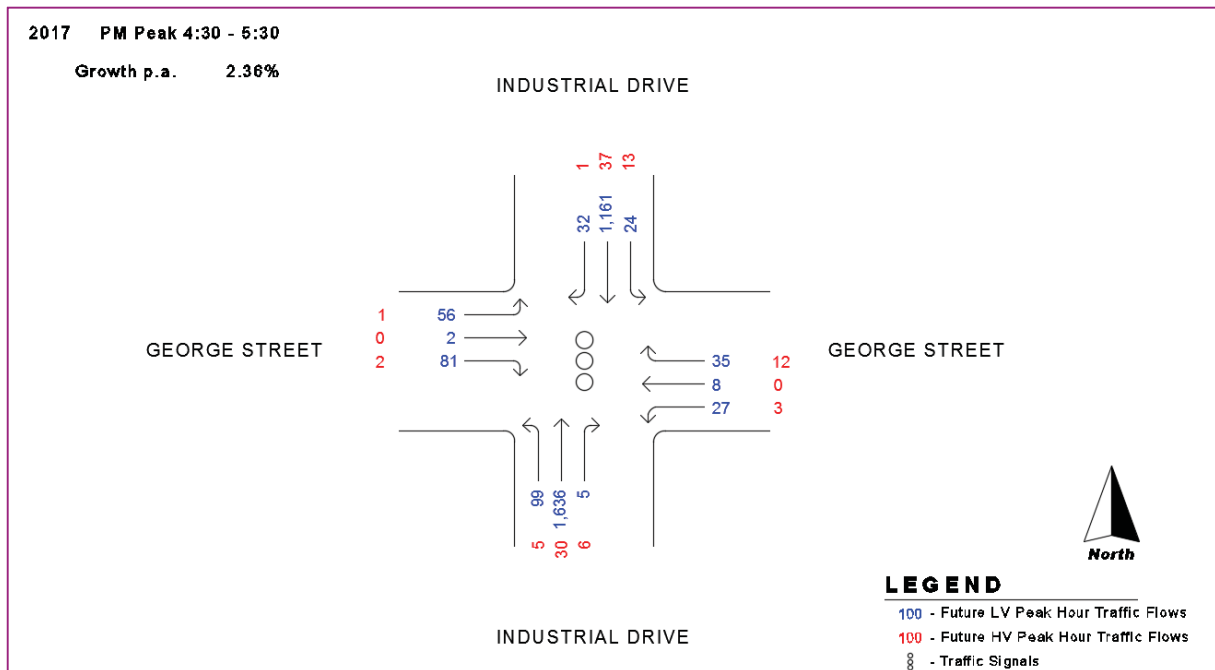 2017 PM Peak 4:30 - 5:30
Growth p.a. 2.36%
INDUSTRIAL DRIVE
1 37 13
32 1,161 24
GEORGE STREET
1 56
0 2
2 81
35 12
8 0
27 3
GEORGE STREET
99 1,636 5
5 30 6
INDUSTRIAL DRIVE
North
LEGEND
100 - Future LV Peak Hour Traffic Flows
100 - Future HV Peak Hour Traffic Flows
- Traffic Signals